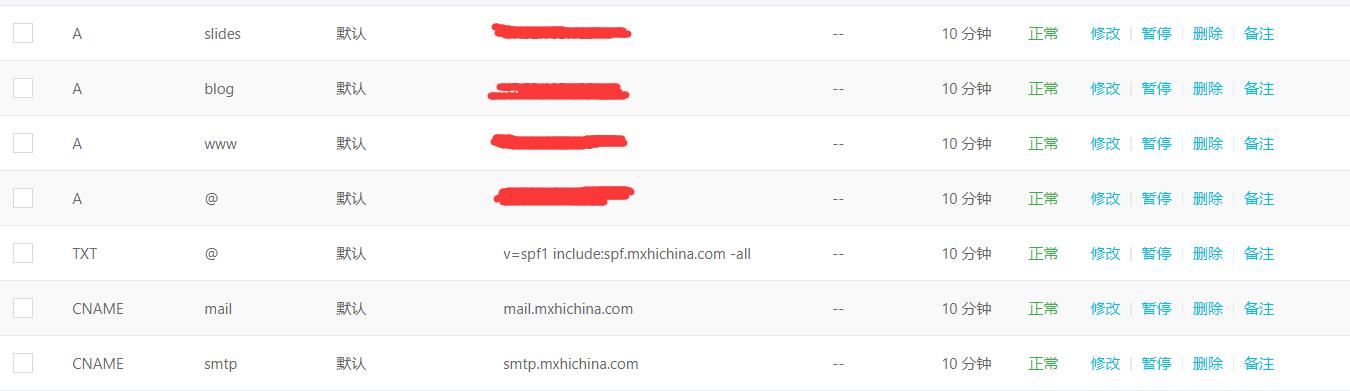 A slides 默认 -- 10 分钟 正常 修改 暂停 删除 备注
A blog 默认 -- 10 分钟 正常 修改 暂停 删除 备注
A www 默认 -- 10 分钟 正常 修改 暂停 删除 备注
A @ 默认 -- 10 分钟 正常 修改 暂停 删除 备注
TXT @ 默认 v=spf1 include:spf.mxhichina.com -all -- 10 分钟 正常 修改 暂停 删除 备注
CNAME mail 默认 mail.mxhichina.com -- 10 分钟 正常 修改 暂停 删除 备注
CNAME smtp 默认 smtp.mxhichina.com -- 10 分钟 正常 修改 暂停 删除 备注